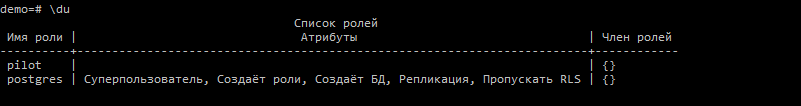 demo=# \du
Список ролей
Имя роли | Атрибуты | Член ролей
----------+-------------------------------------------------------------------------+------------
pilot | | {}
postgres | Суперпользователь, Создаёт роли, Создаёт БД, Репликация, Пропускать RLS | {}